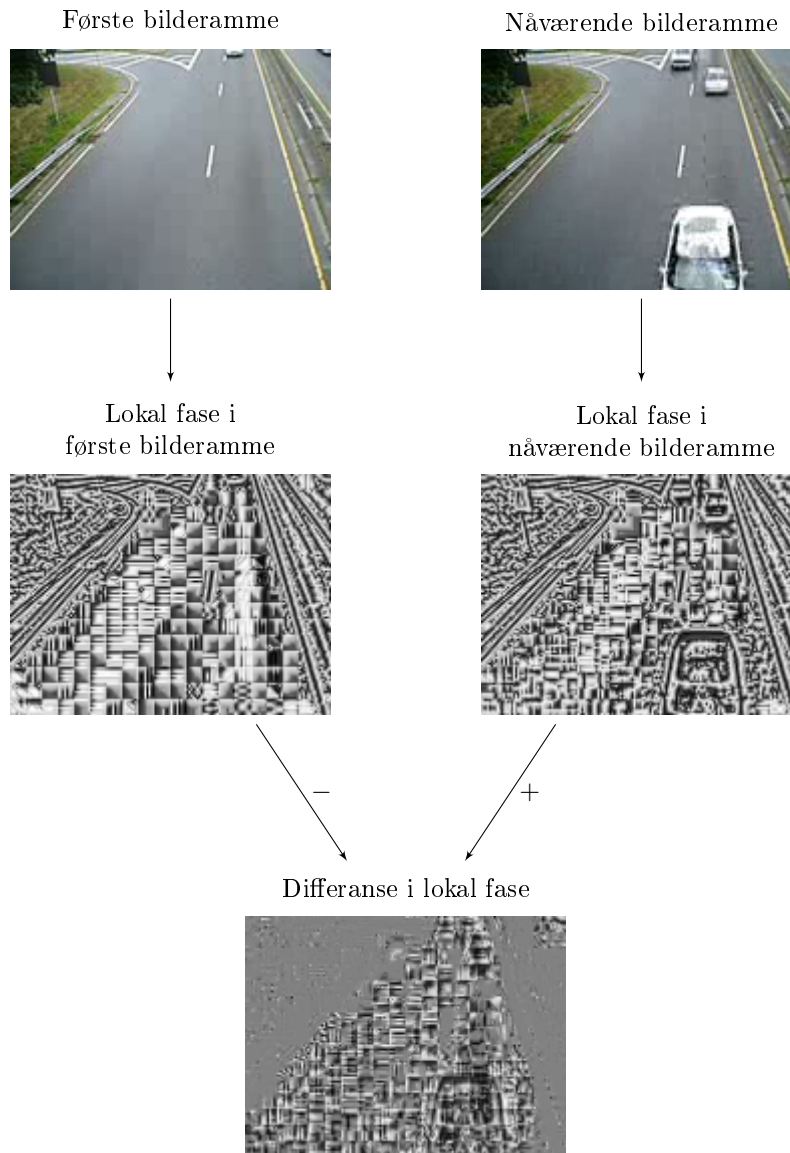 Første bilderamme
Nåværende bilderamme
Lokal fase i
første bilderamme
Lokal fase i
nåværende bilderamme
−
+
Differanse i lokal fase